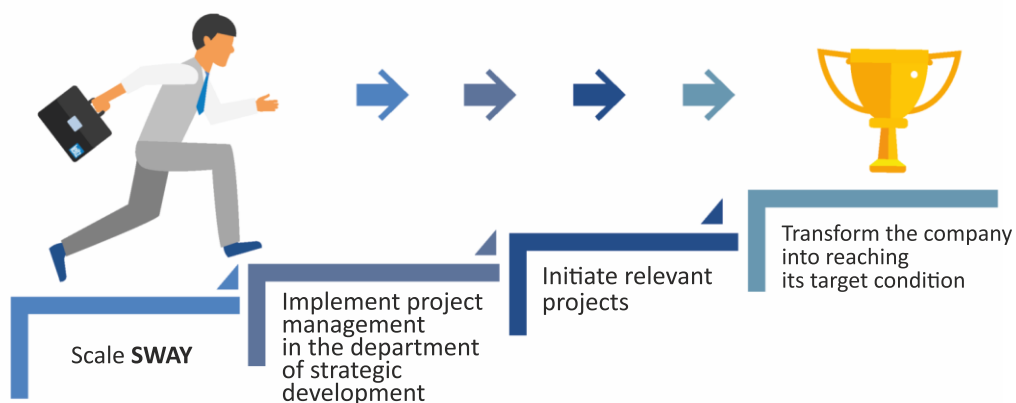 Scale SWAY
Implement project
management
in the department
of strategic
development
Initiate relevant
projects
Transform the company
into reaching
its target condition